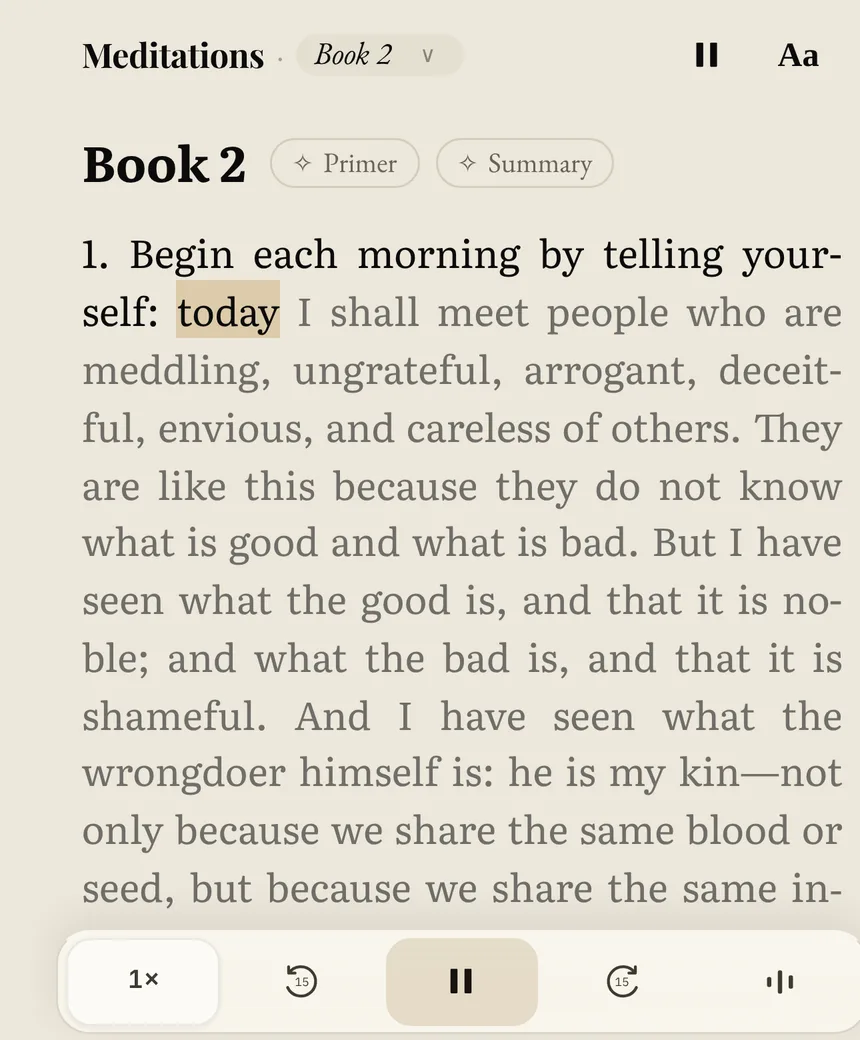 Meditations · Book 2 ∨ Aa
Book 2 ✧ Primer ✧ Summary
1. Begin each morning by telling your-
self: today I shall meet people who are
meddling, ungrateful, arrogant, deceit-
ful, envious, and careless of others. They
are like this because they do not know
what is good and what is bad. But I have
seen what the good is, and that it is no-
ble; and what the bad is, and that it is
shameful. And I have seen what the
wrongdoer himself is: he is my kin—not
only because we share the same blood or
seed, but because we share the same in-
1× 15 15